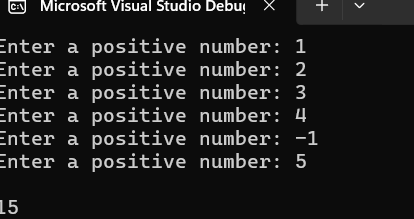 Microsoft Visual Studio Debug
Enter a positive number: 1
Enter a positive number: 2
Enter a positive number: 3
Enter a positive number: 4
Enter a positive number: -1
Enter a positive number: 5
15